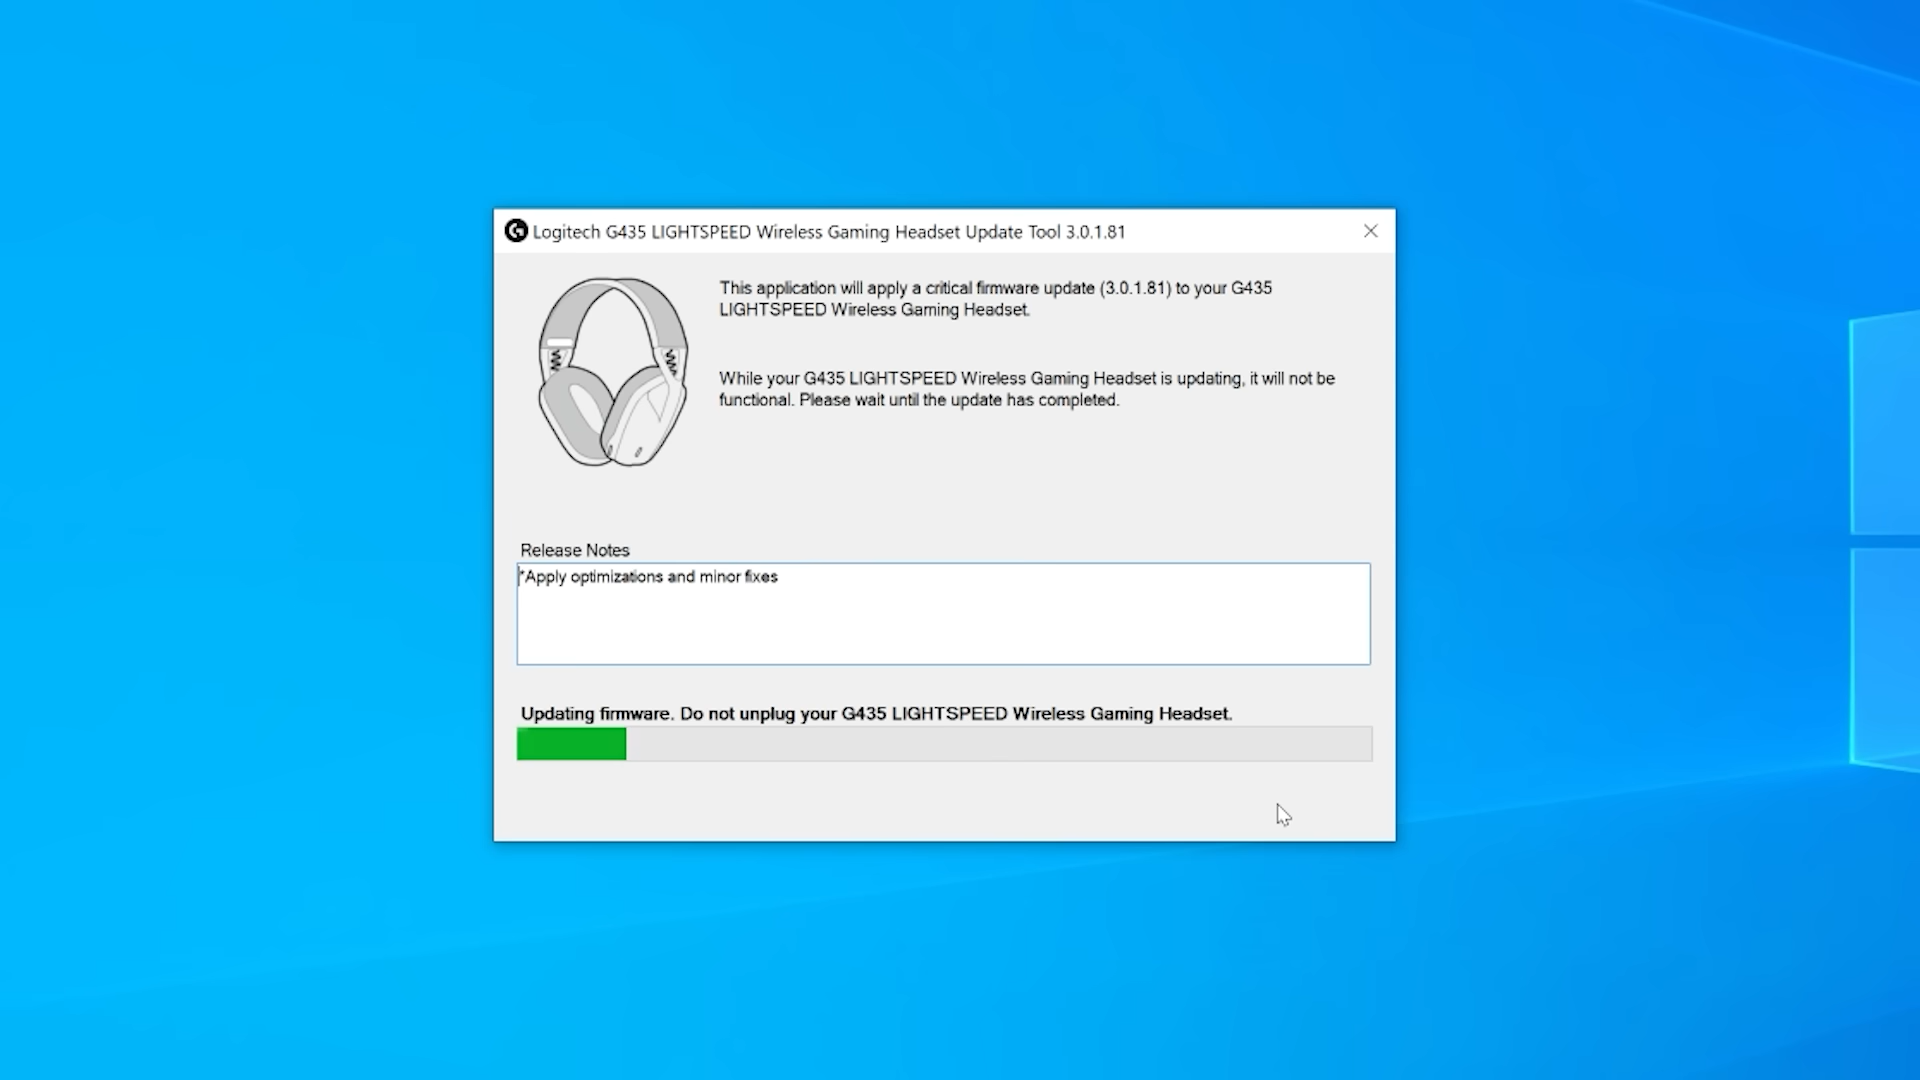 Logitech G435 LIGHTSPEED Wireless Gaming Headset Update Tool 3.0.1.81
This application will apply a critical firmware update (3.0.1.81) to your G435
LIGHTSPEED Wireless Gaming Headset.
While your G435 LIGHTSPEED Wireless Gaming Headset is updating, it will not be
functional. Please wait until the update has completed.
Release Notes
*Apply optimizations and minor fixes
Updating firmware. Do not unplug your G435 LIGHTSPEED Wireless Gaming Headset.